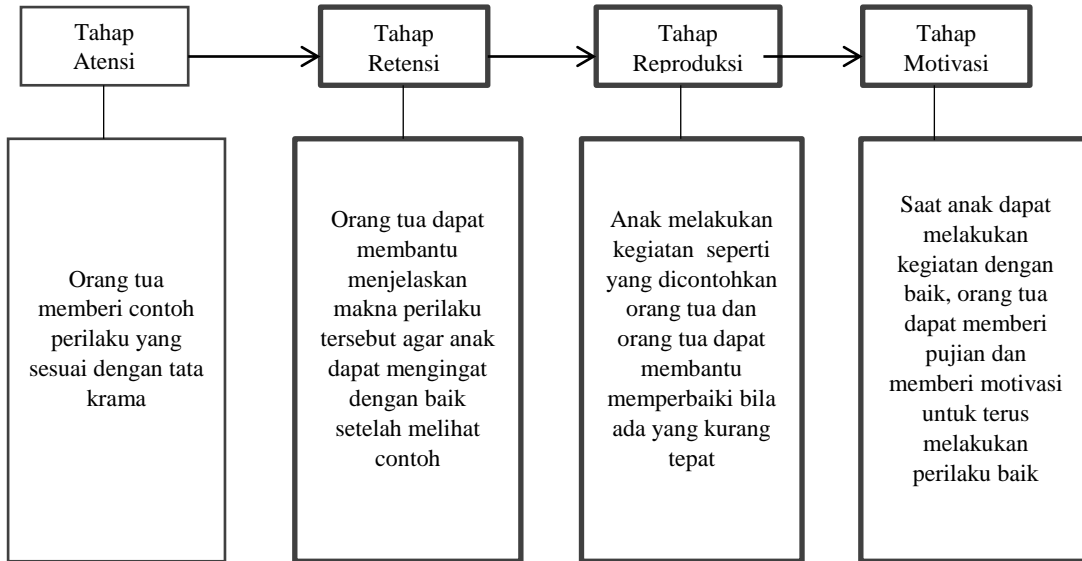 Tahap
Atensi
Tahap
Retensi
Tahap
Reproduksi
Tahap
Motivasi
Orang tua
memberi contoh
perilaku yang
sesuai dengan tata
krama
Orang tua dapat
membantu
menjelaskan
makna perilaku
tersebut agar anak
dapat mengingat
dengan baik
setelah melihat
contoh
Anak melakukan
kegiatan seperti
yang dicontohkan
orang tua dan
orang tua dapat
membantu
memperbaiki bila
ada yang kurang
tepat
Saat anak dapat
melakukan
kegiatan dengan
baik, orang tua
dapat memberi
pujian dan
memberi motivasi
untuk terus
melakukan
perilaku baik